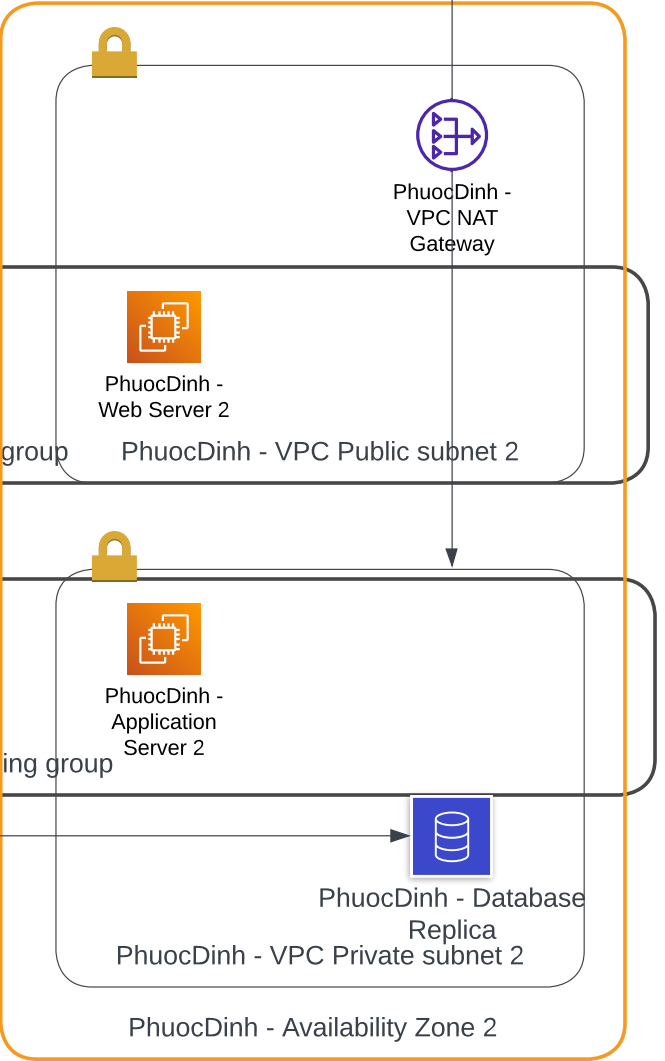 PhuocDinh -
VPC NAT
Gateway
PhuocDinh -
Web Server 2
group
PhuocDinh - VPC Public subnet 2
PhuocDinh -
Application
Server 2
ing group
PhuocDinh - Database
Replica
PhuocDinh - VPC Private subnet 2
PhuocDinh - Availability Zone 2